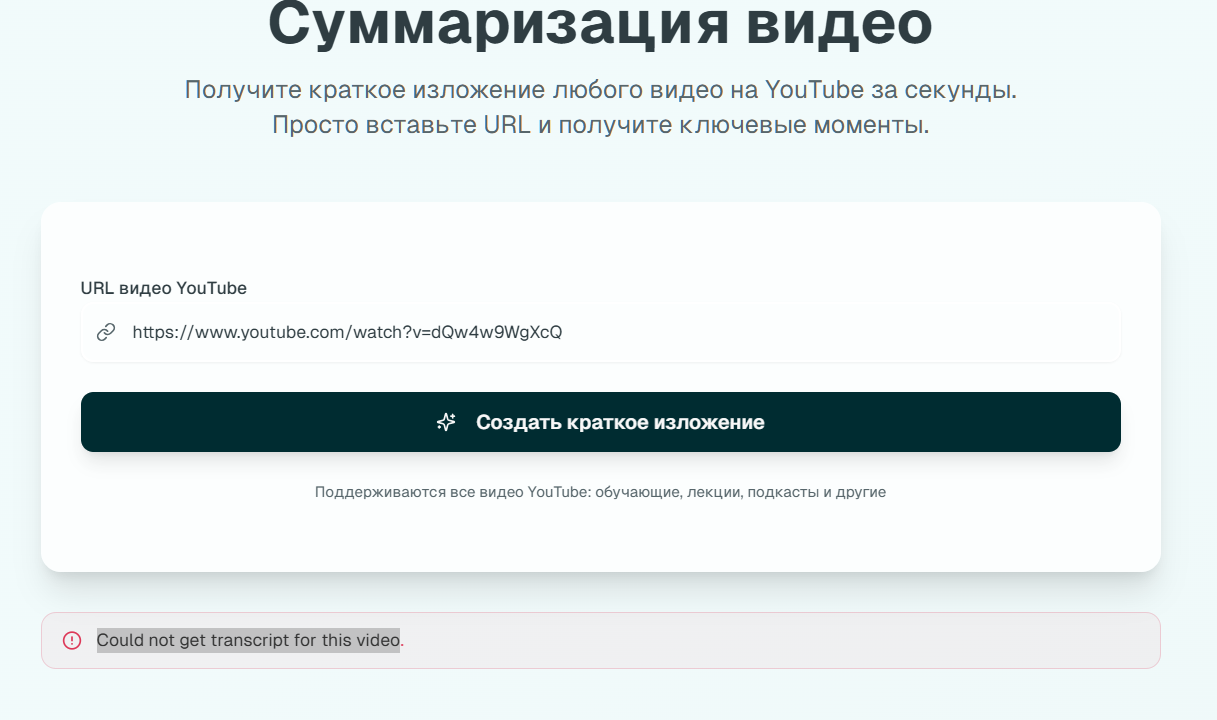 Суммаризация видео
Получите краткое изложение любого видео на YouTube за секунды.
Просто вставьте URL и получите ключевые моменты.
URL видео YouTube
https://www.youtube.com/watch?v=dQw4w9WgXcQ
Создать краткое изложение
Поддерживаются все видео YouTube: обучающие, лекции, подкасты и другие
Could not get transcript for this video.